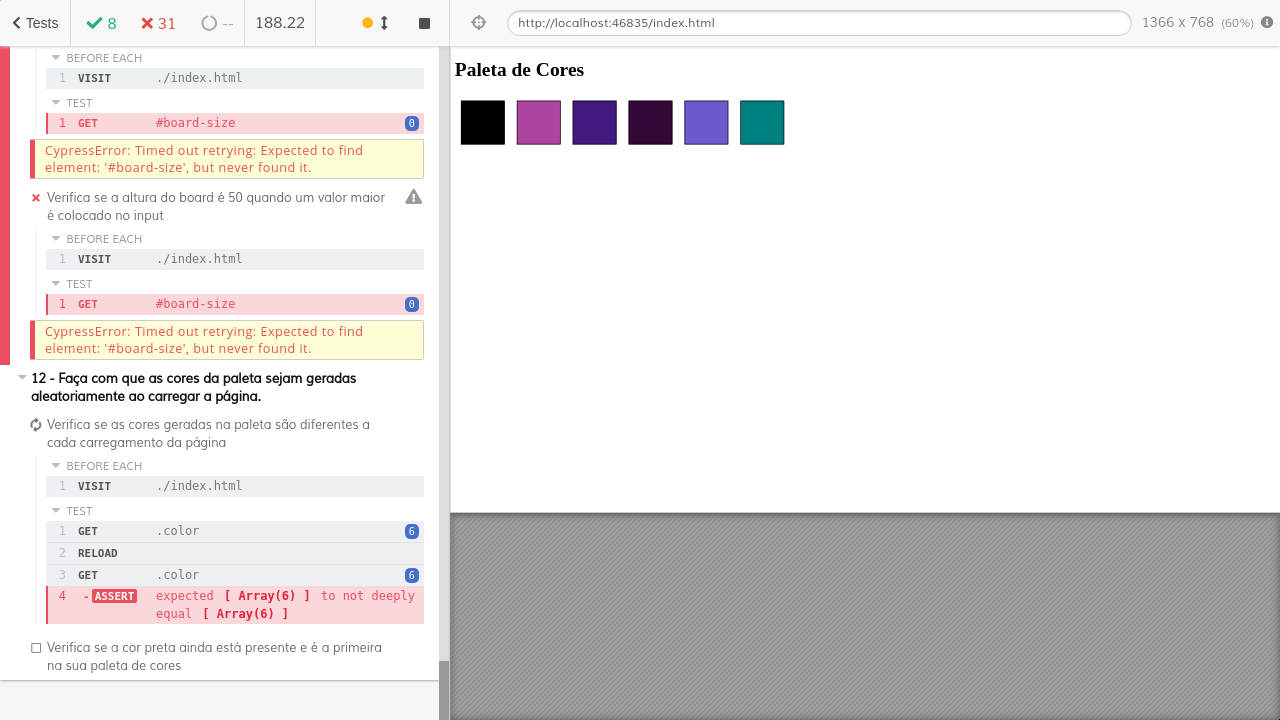 Tests 8 31 -- 188.22 http://localhost:46835/index.html 1366 x 768 (60%)
BEFORE EACH
1 VISIT ./index.html
TEST
1 GET #board-size 0
CypressError: Timed out retrying: Expected to find
element: '#board-size', but never found it.
Verifica se a altura do board é 50 quando um valor maior
é colocado no input
BEFORE EACH
1 VISIT ./index.html
TEST
1 GET #board-size 0
CypressError: Timed out retrying: Expected to find
element: '#board-size', but never found it.
12 - Faça com que as cores da paleta sejam geradas
aleatoriamente ao carregar a página.
Verifica se as cores geradas na paleta são diferentes a
cada carregamento da página
BEFORE EACH
1 VISIT ./index.html
TEST
1 GET .color 6
2 RELOAD
3 GET .color 6
4 -ASSERT expected [ Array(6) ] to not deeply
equal [ Array(6) ]
Verifica se a cor preta ainda está presente e é a primeira
na sua paleta de cores
Paleta de Cores